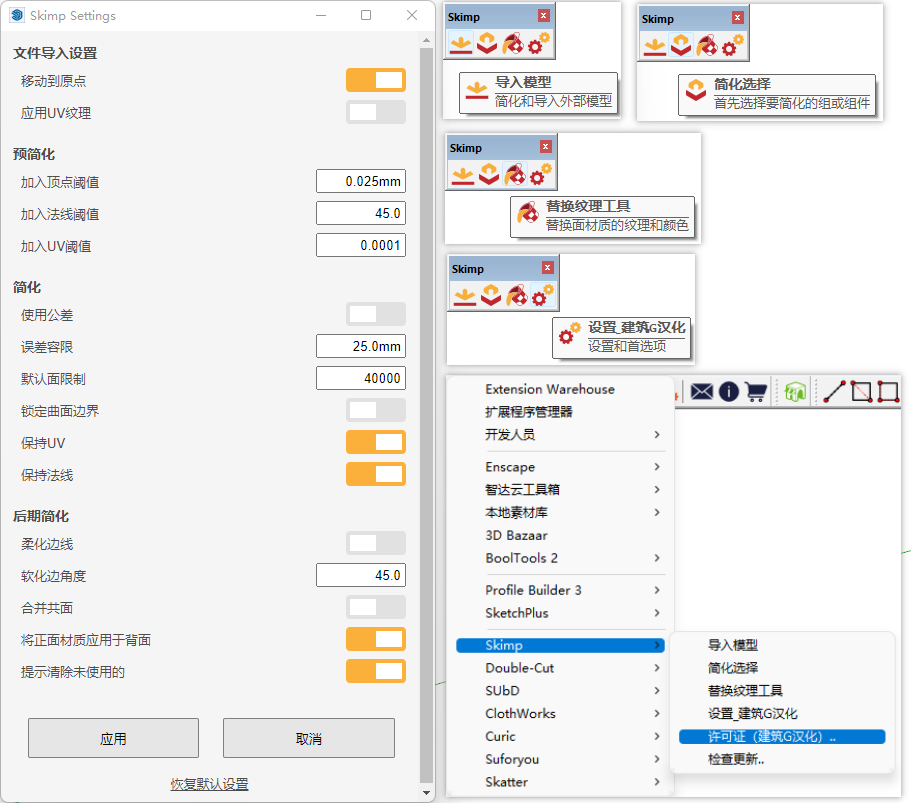 Skimp Settings
文件导入设置
移动到原点
应用UV纹理
预简化
加入顶点阈值
0.025mm
加入法线阈值
45.0
加入UV阈值
0.0001
简化
使用公差
误差容限
25.0mm
默认面限制
40000
锁定曲面边界
保持UV
保持法线
后期简化
柔化边线
软化边角度
45.0
合并共面
将正面材质应用于背面
提示清除未使用的
应用
取消
恢复默认设置
Skimp
导入模型
简化和导入外部模型
Skimp
简化选择
首先选择要简化的组或组件
Skimp
替换纹理工具
替换面材质的纹理和颜色
Skimp
设置_建筑G汉化
设置和首选项
Extension Warehouse
扩展程序管理器
开发人员
Enscape
智达云工具箱
本地素材库
3D Bazaar
BoolTools 2
Profile Builder 3
SketchPlus
Skimp
Double-Cut
SUbD
ClothWorks
Curic
Suforyou
Skatter
导入模型
简化选择
替换纹理工具
设置_建筑G汉化
许可证（建筑G汉化）..
检查更新..